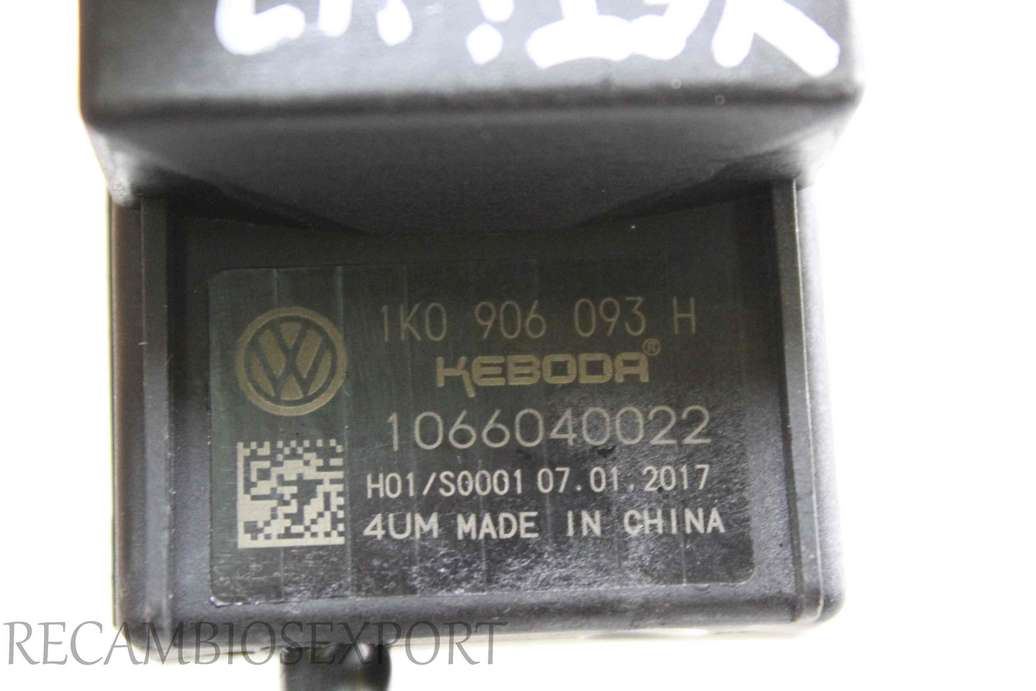 1K0 906 093 H
KEBODA®
1066040022
H01/S0001 07.01.2017
4UM MADE IN CHINA
RECAMBIOSEXPORT